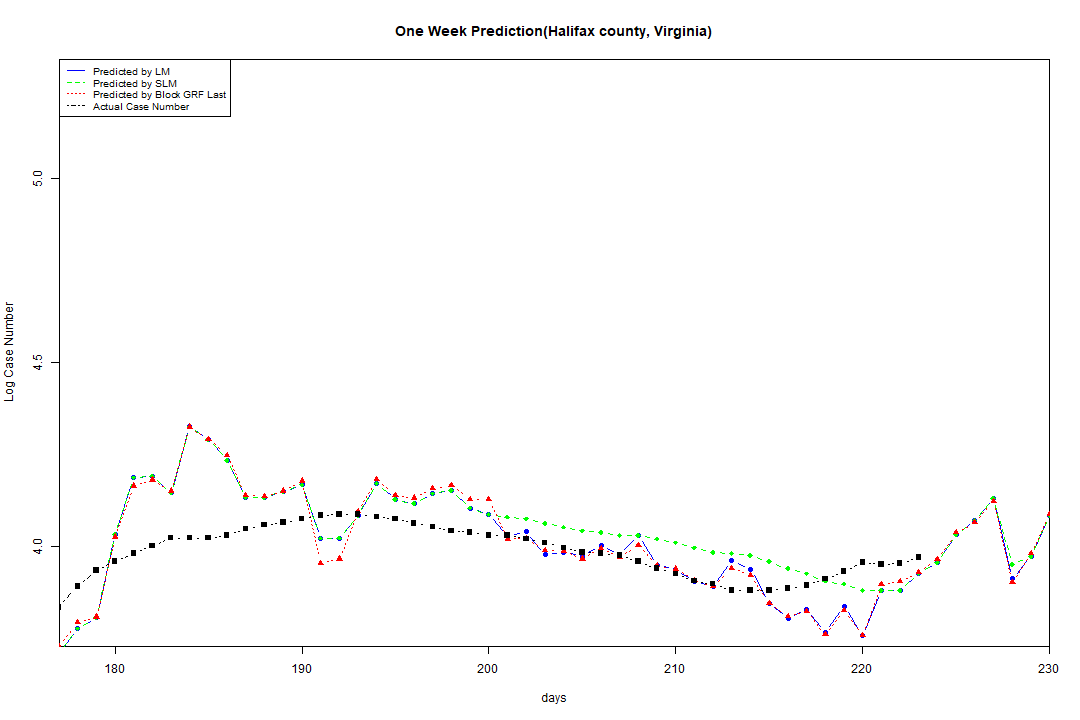 One Week Prediction(Halifax county, Virginia)
Predicted by LM
Predicted by SLM
Predicted by Block GRF Last
Actual Case Number
5.0
4.5
4.0
Log Case Number
180 190 200 210 220 230
days